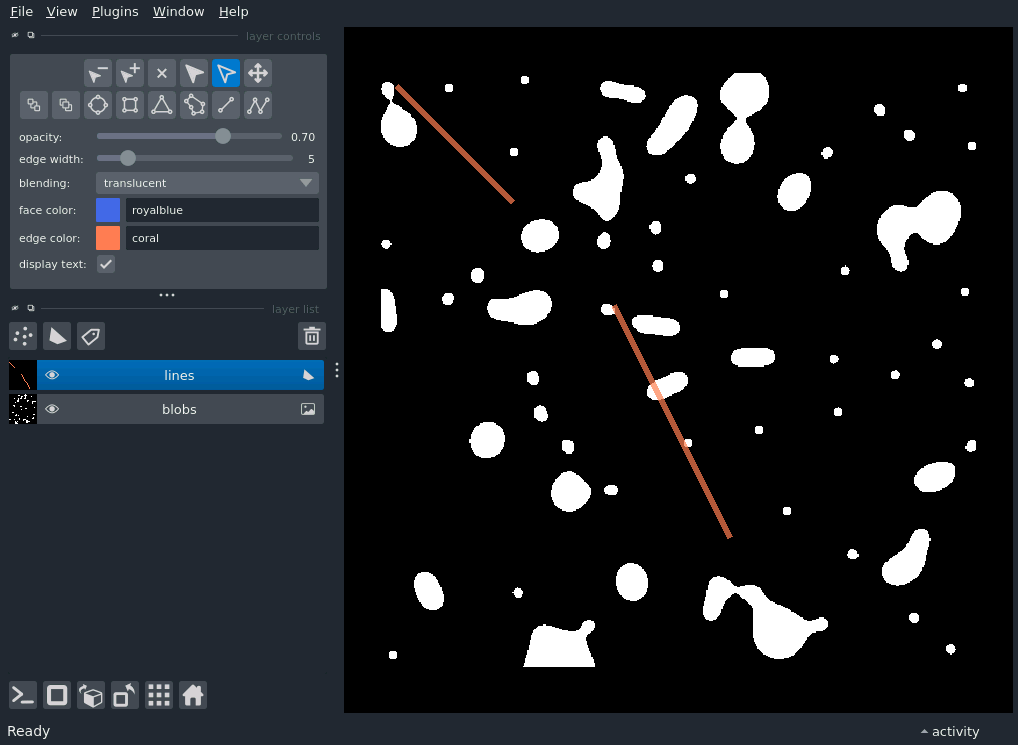 File View Plugins Window Help
layer controls
opacity: 0.70
edge width: 5
blending: translucent
face color: royalblue
edge color: coral
display text:
layer list
lines
blobs
Ready activity